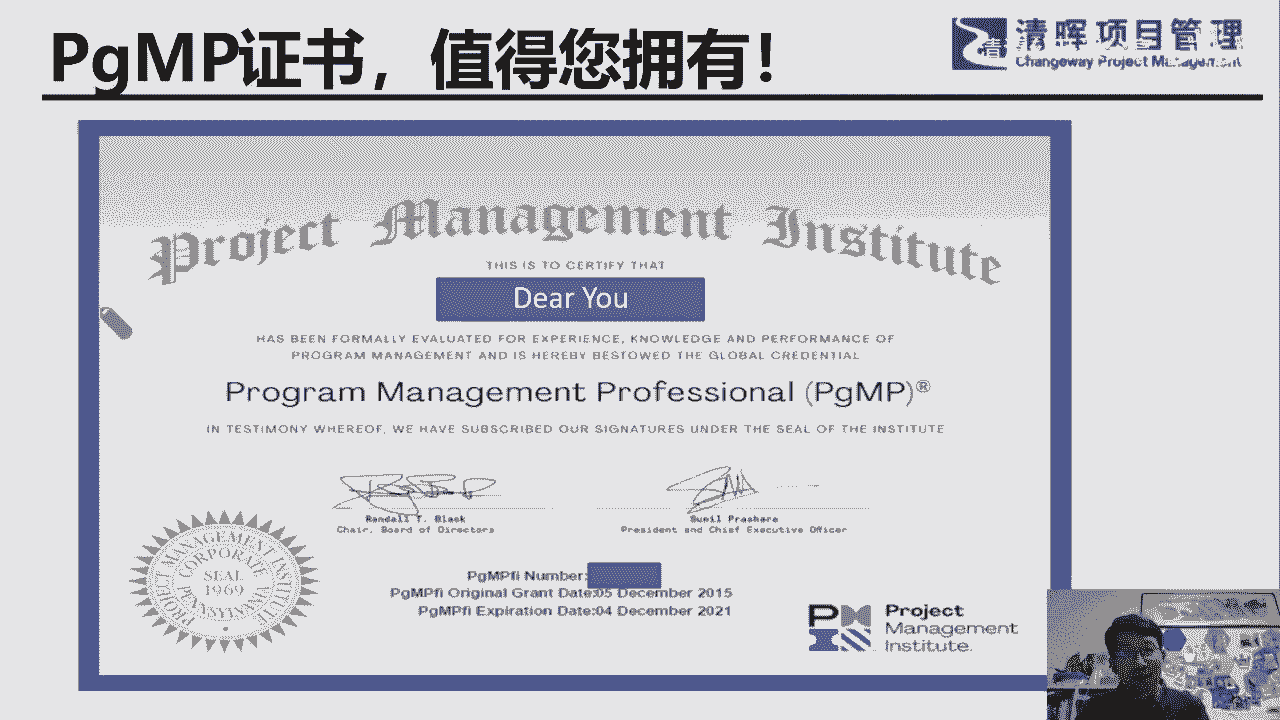 PgMP证书，值得您拥有！
清晖项目管理
Changeway Project Management
Project Management Institute
THIS IS TO CERTIFY THAT
Dear You
HAS BEEN FORMALLY EVALUATED FOR EXPERIENCE, KNOWLEDGE AND PERFORMANCE OF
PROGRAM MANAGEMENT AND IS HEREBY BESTOWED THE GLOBAL CREDENTIAL
Program Management Professional (PgMP)®
IN TESTIMONY WHEREOF, WE HAVE SUBSCRIBED OUR SIGNATURES UNDER THE SEAL OF THE INSTITUTE
Randall T. Black
Chair, Board of Directors
Sunil Prashara
President and Chief Executive Officer
PROJECT MANAGEMENT INSTITUTE
CORPORATE
SEAL
1969
PENNSYLVANIA
PgMPfi Number:
PgMPfi Original Grant Date:05 December 2015
PgMPfi Expiration Date:04 December 2021
Project
Management
Institute.